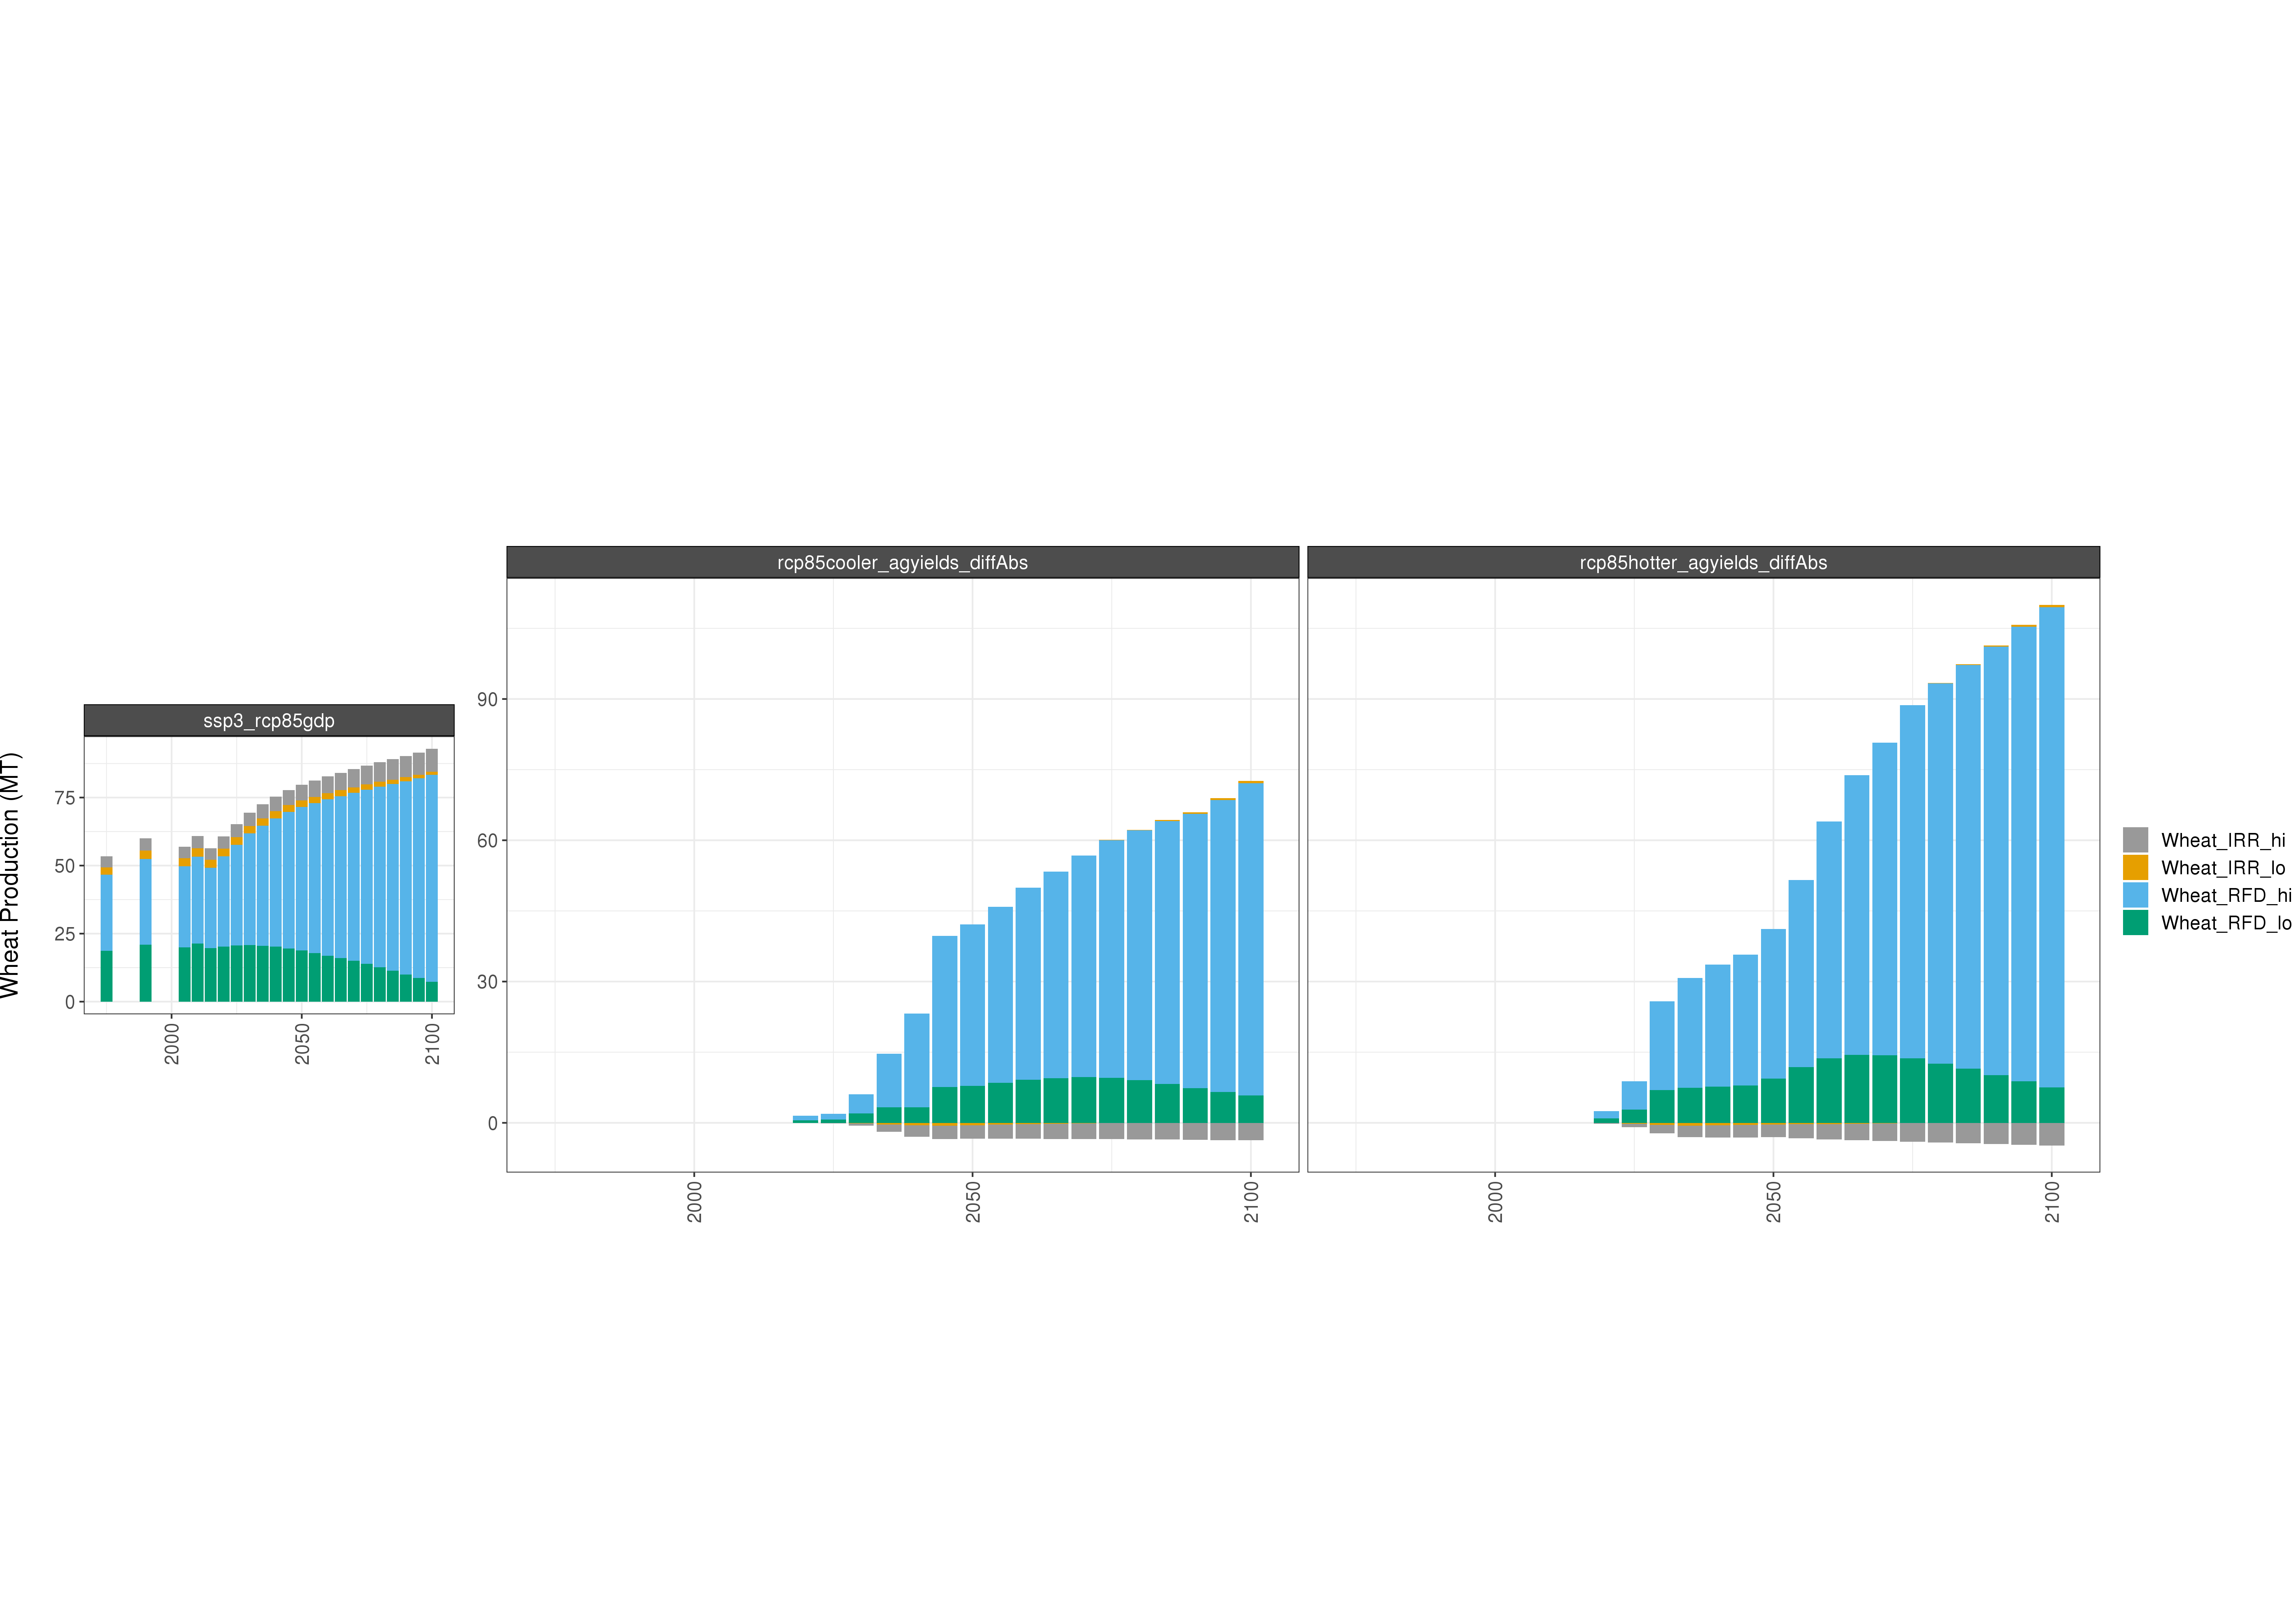 rcp85cooler_agyields_diffAbs
rcp85hotter_agyields_diffAbs
ssp3_rcp85gdp
Wheat Production (MT)
75
50
25
0
2000
2050
2100
90
60
30
0
2000
2050
2100
2000
2050
2100
Wheat_IRR_hi
Wheat_IRR_lo
Wheat_RFD_hi
Wheat_RFD_lo